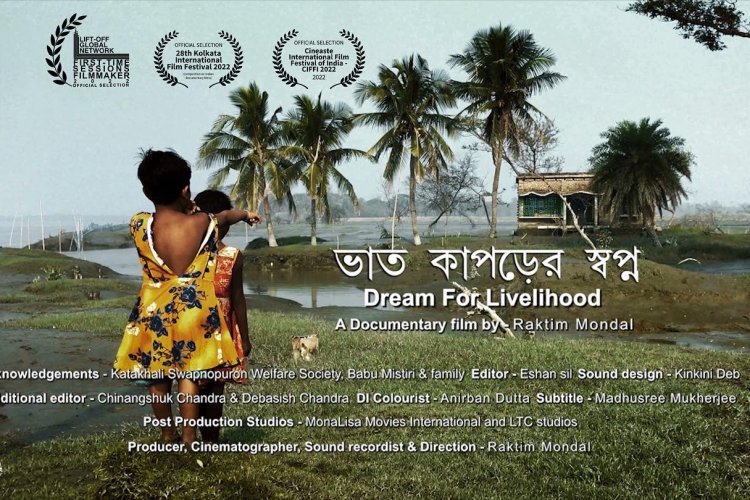 LIFT-OFF
GLOBAL
NETWORK
FIRST-TIME
FILMMAKER
SESSIONS
OFFICIAL SELECTION
OFFICIAL SELECTION
28th Kolkata
International
Film Festival 2022
OFFICIAL SELECTION
Cineaste
International Film
Festival of India -
CIFFI 2022
2022
ভাত কাপড়ের স্বপ্ন
Dream For Livelihood
A Documentary film by - Raktim Mondal
knowledgements - Katakhali Swapnopuron Welfare Society, Babu Mistri & family Editor - Eshan sil Sound design - Kinkini Deb
ditional editor - Chinangshuk Chandra & Debasish Chandra DI Colourist - Anirban Dutta Subtitle - Madhusree Mukherjee
Post Production Studios - MonaLisa Movies International and LTC studios
Producer, Cinematographer, Sound recordist & Direction - Raktim Mondal